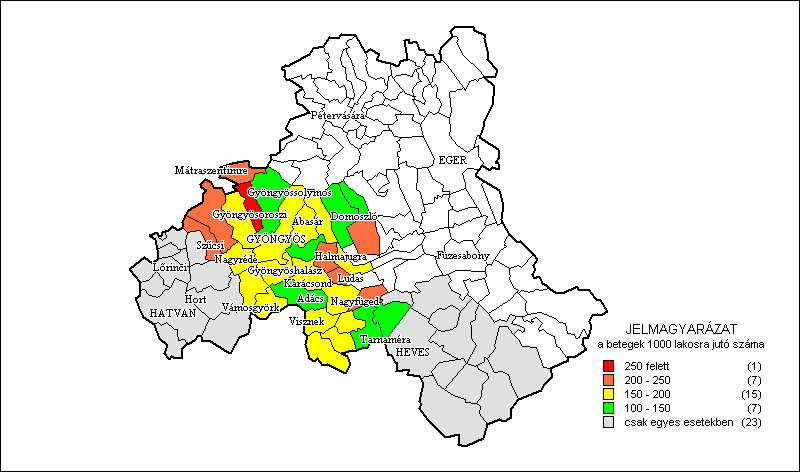 Pétervására
EGER
Mátraszentimre
Gyöngyössolymos
Gyöngyösoroszi
Domoszló
Abasár
GYÖNGYÖS
Szűcsi
Halmajugra
Füzesabony
Nagyréde
Lőrinci
Gyöngyöshalász
Ludas
Karácsond
Hort
Adács
Nagyfüged
Vámosgyörk
HATVAN
Visznek
Tarnaméra
HEVES
JELMAGYARÁZAT
a betegek 1000 lakosra jutó száma
250 felett (1)
200 - 250 (7)
150 - 200 (15)
100 - 150 (7)
csak egyes esetekben (23)